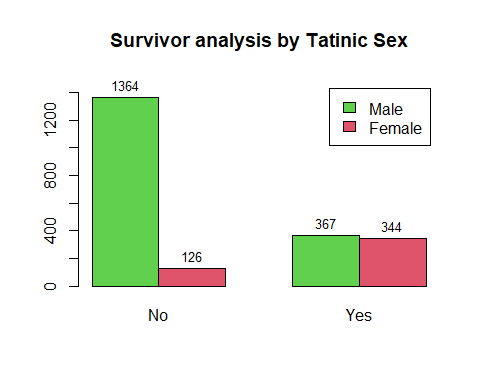 Survivor analysis by Tatinic Sex
1364
Male
Female
1200
800
400
0
126
367
344
No
Yes